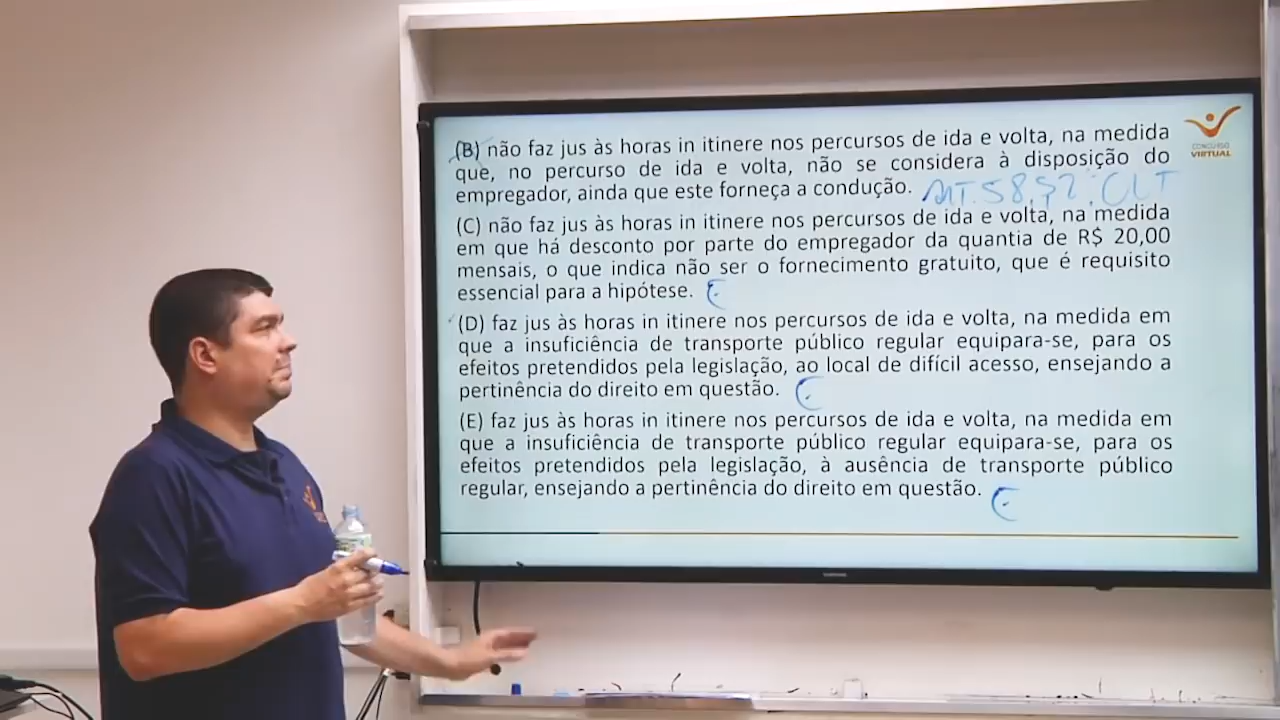 (B) não faz jus às horas in itinere nos percursos de ida e volta, na medida
que, no percurso de ida e volta, não se considera à disposição do
empregador, ainda que este forneça a condução. ART. 58, § 2º, CLT
(C) não faz jus às horas in itinere nos percursos de ida e volta, na medida
em que há desconto por parte do empregador da quantia de R$ 20,00
mensais, o que indica não ser o fornecimento gratuito, que é requisito
essencial para a hipótese.
(D) faz jus às horas in itinere nos percursos de ida e volta, na medida em
que a insuficiência de transporte público regular equipara-se, para os
efeitos pretendidos pela legislação, ao local de difícil acesso, ensejando a
pertinência do direito em questão.
(E) faz jus às horas in itinere nos percursos de ida e volta, na medida em
que a insuficiência de transporte público regular equipara-se, para os
efeitos pretendidos pela legislação, à ausência de transporte público
regular, ensejando a pertinência do direito em questão.
CONCURSO
VIRTUAL
SAMSUNG